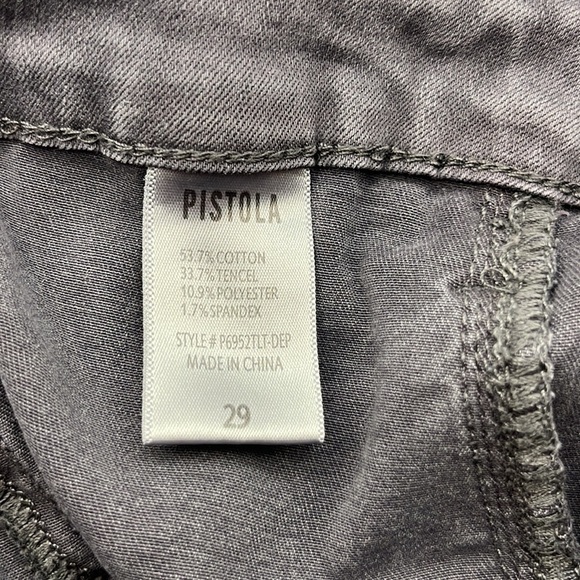 PISTOLA
53.7% COTTON
33.7% TENCEL
10.9% POLYESTER
1.7% SPANDEX
STYLE # P6952TLT-DEP
MADE IN CHINA
29